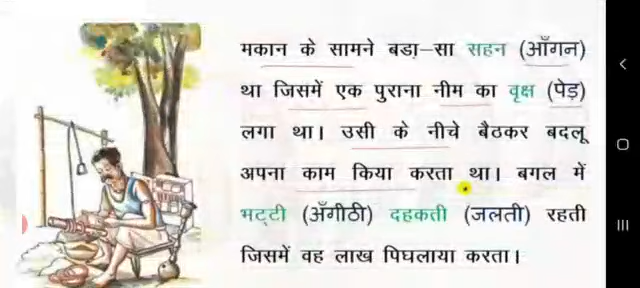 मकान के सामने बडा़–सा सहन (आँगन)
था जिसमें एक पुराना नीम का वृक्ष (पेड़)
लगा था। उसी के नीचे बैठकर बदलू
अपना काम किया करता था। बगल में
भट्टी (अँगीठी) दहकती (जलती) रहती
जिसमें वह लाख पिघलाया करता।